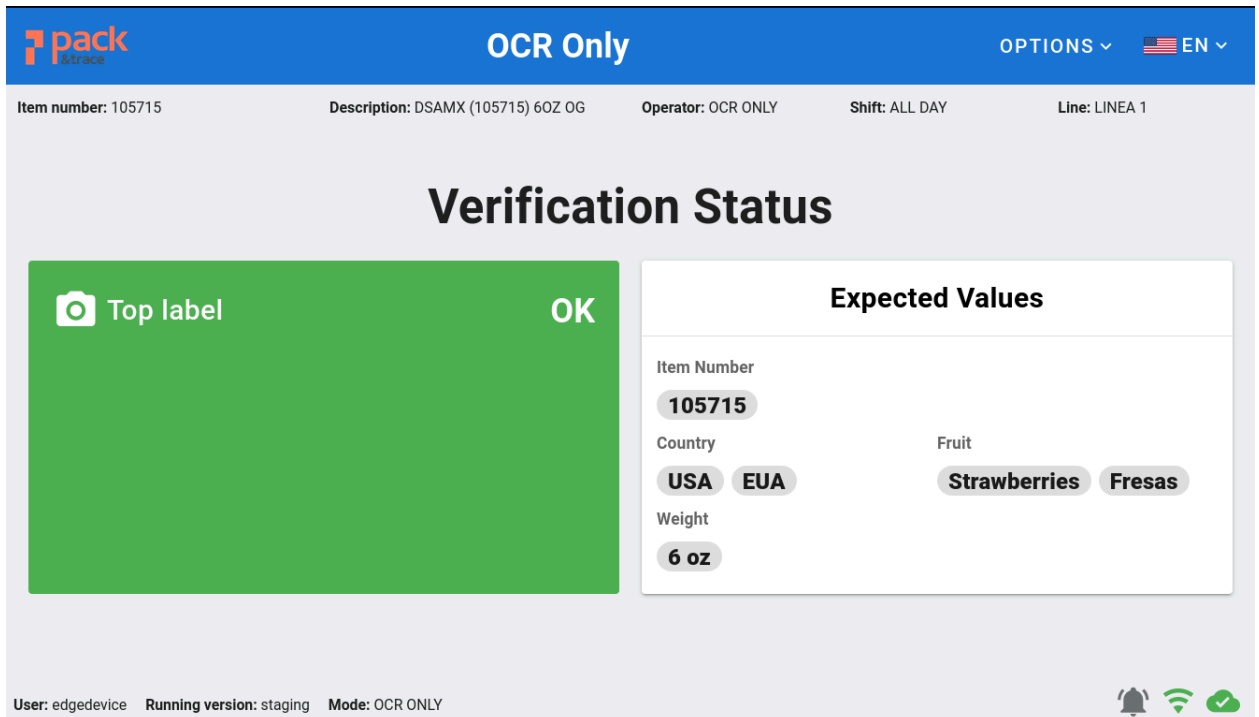 pack
&trace
OCR Only
OPTIONS
EN
Item number: 105715
Description: DSAMX (105715) 6OZ OG
Operator: OCR ONLY
Shift: ALL DAY
Line: LINEA 1
Verification Status
Top label
OK
Expected Values
Item Number
105715
Country
Fruit
USA EUA
Strawberries Fresas
Weight
6 oz
User: edgedevice
Running version: staging
Mode: OCR ONLY